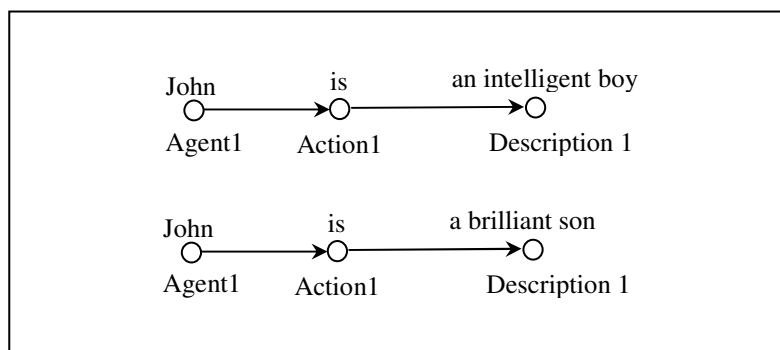 John is an intelligent boy
Agent1 Action1 Description 1
John is a brilliant son
Agent1 Action1 Description 1